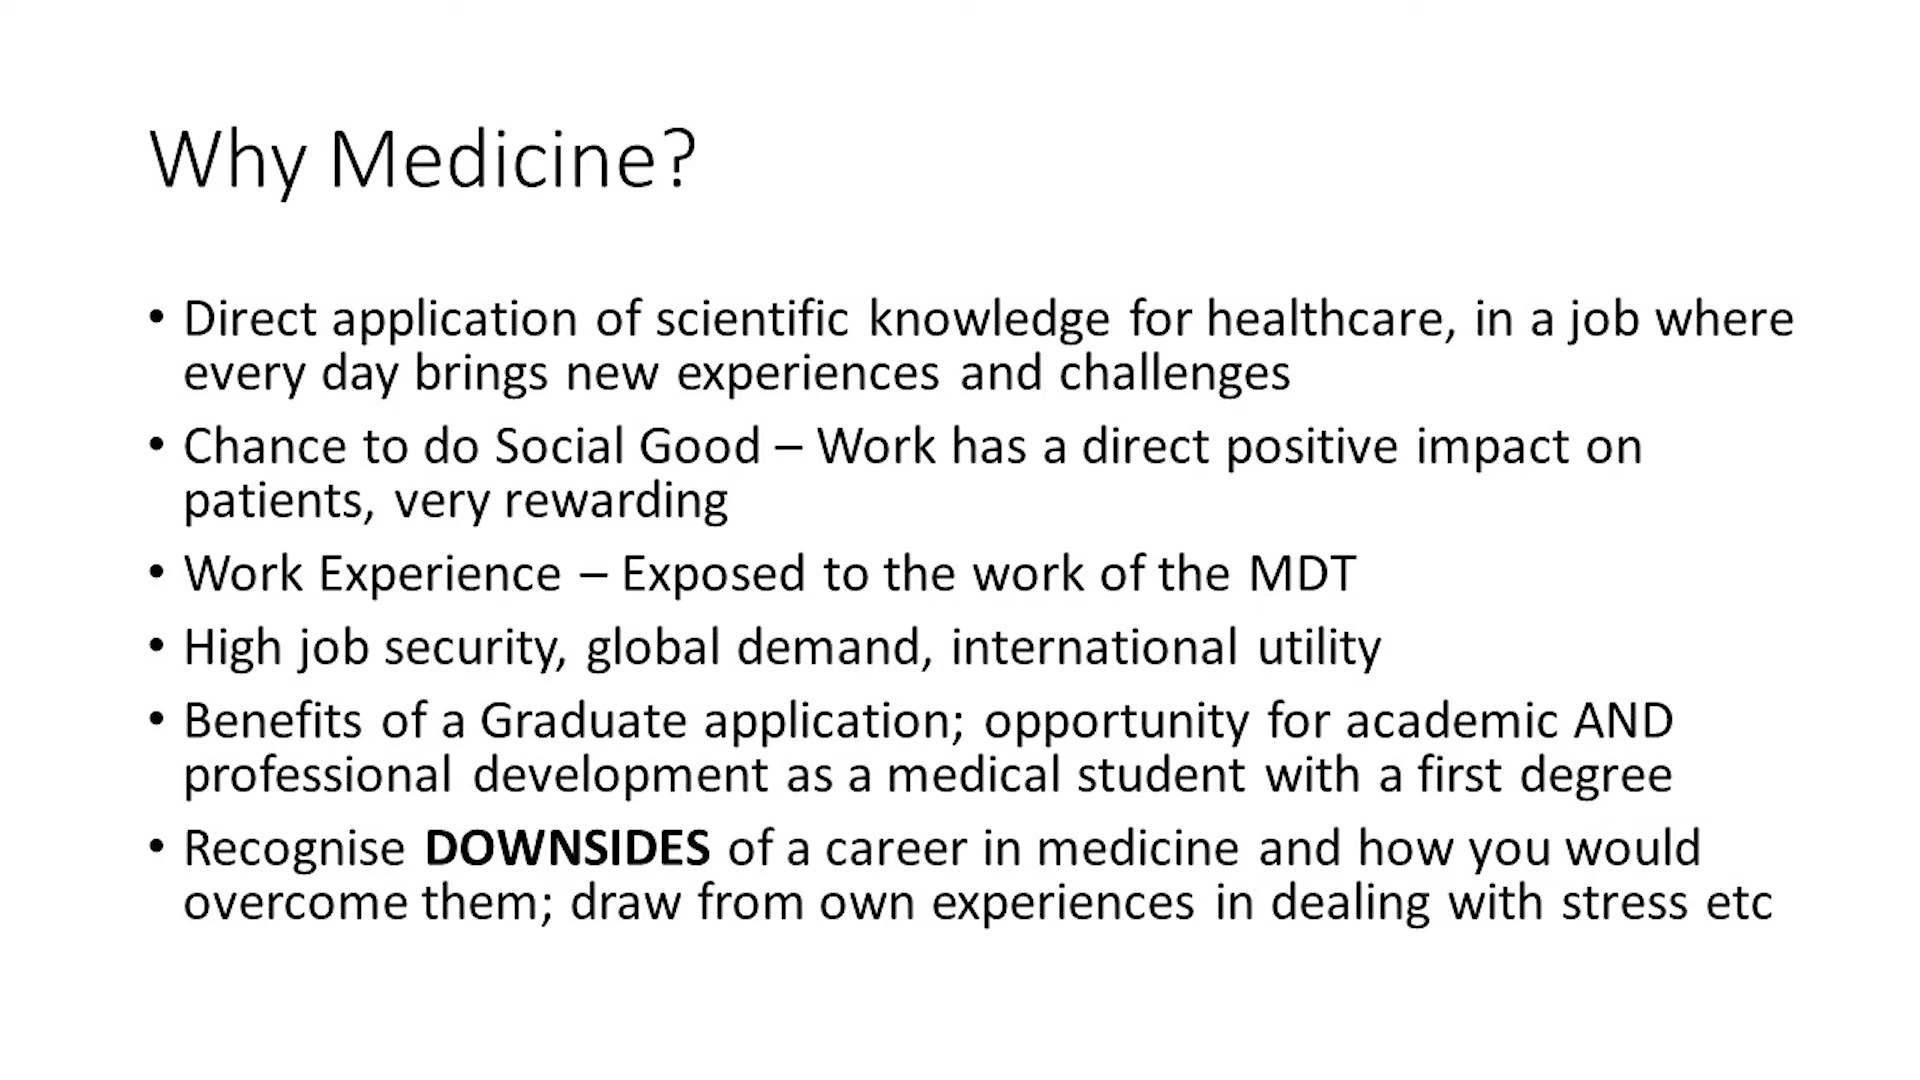 Why Medicine?
• Direct application of scientific knowledge for healthcare, in a job where
every day brings new experiences and challenges
• Chance to do Social Good – Work has a direct positive impact on
patients, very rewarding
• Work Experience – Exposed to the work of the MDT
• High job security, global demand, international utility
• Benefits of a Graduate application; opportunity for academic AND
professional development as a medical student with a first degree
• Recognise DOWNSIDES of a career in medicine and how you would
overcome them; draw from own experiences in dealing with stress etc